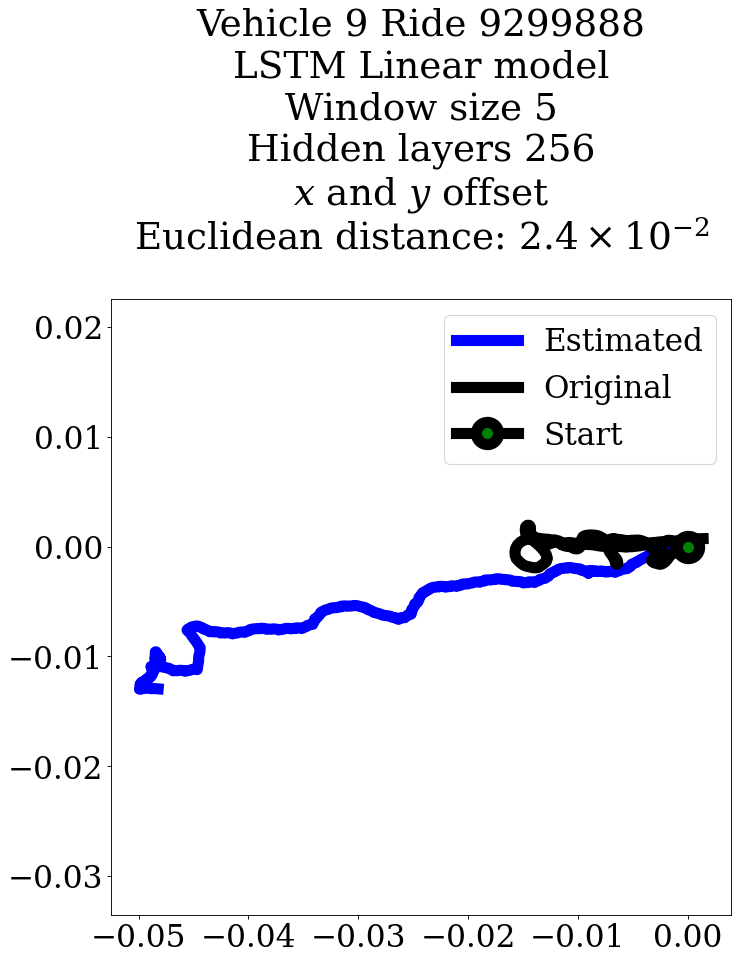 Vehicle 9 Ride 9299888
LSTM Linear model
Window size 5
Hidden layers 256
x and y offset
Euclidean distance: 2.4 × 10⁻²
Estimated
Original
Start
0.02
0.01
0.00
−0.01
−0.02
−0.03
−0.05 −0.04 −0.03 −0.02 −0.01 0.00